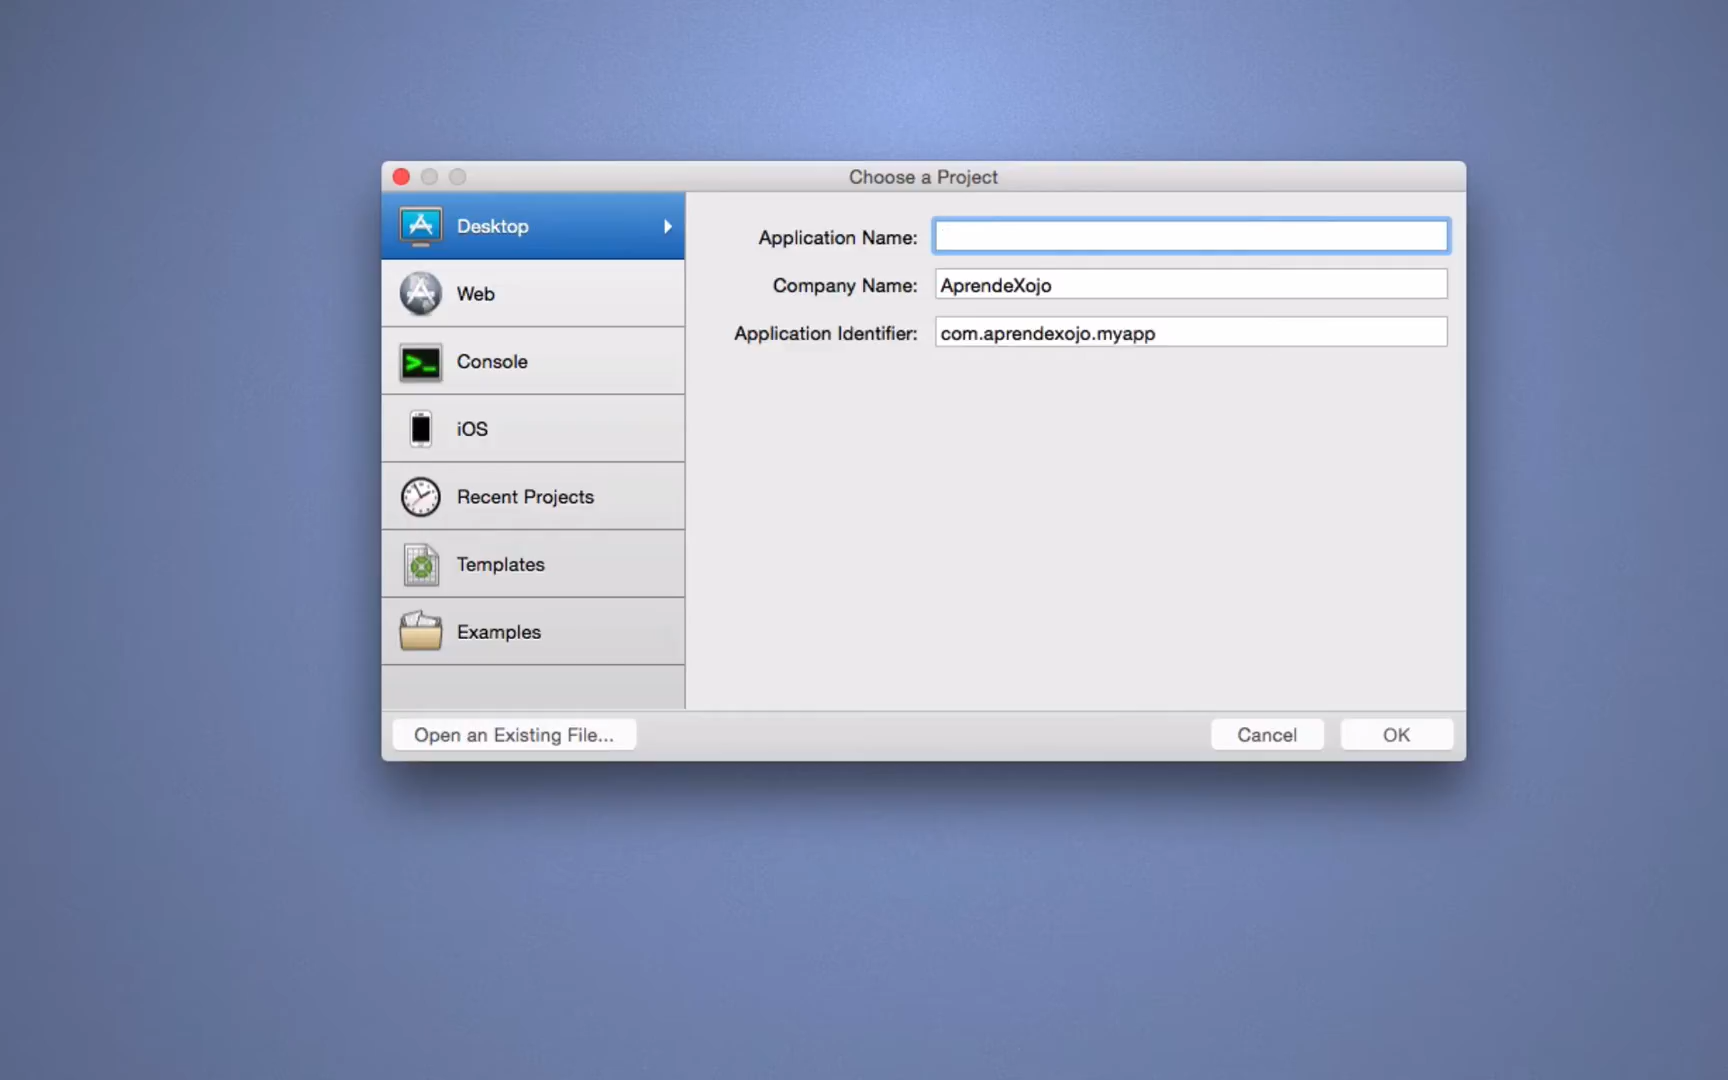 Choose a Project
Desktop
Web
Console
iOS
Recent Projects
Templates
Examples
Application Name:
Company Name: AprendeXojo
Application Identifier: com.aprendexojo.myapp
Open an Existing File...
Cancel
OK